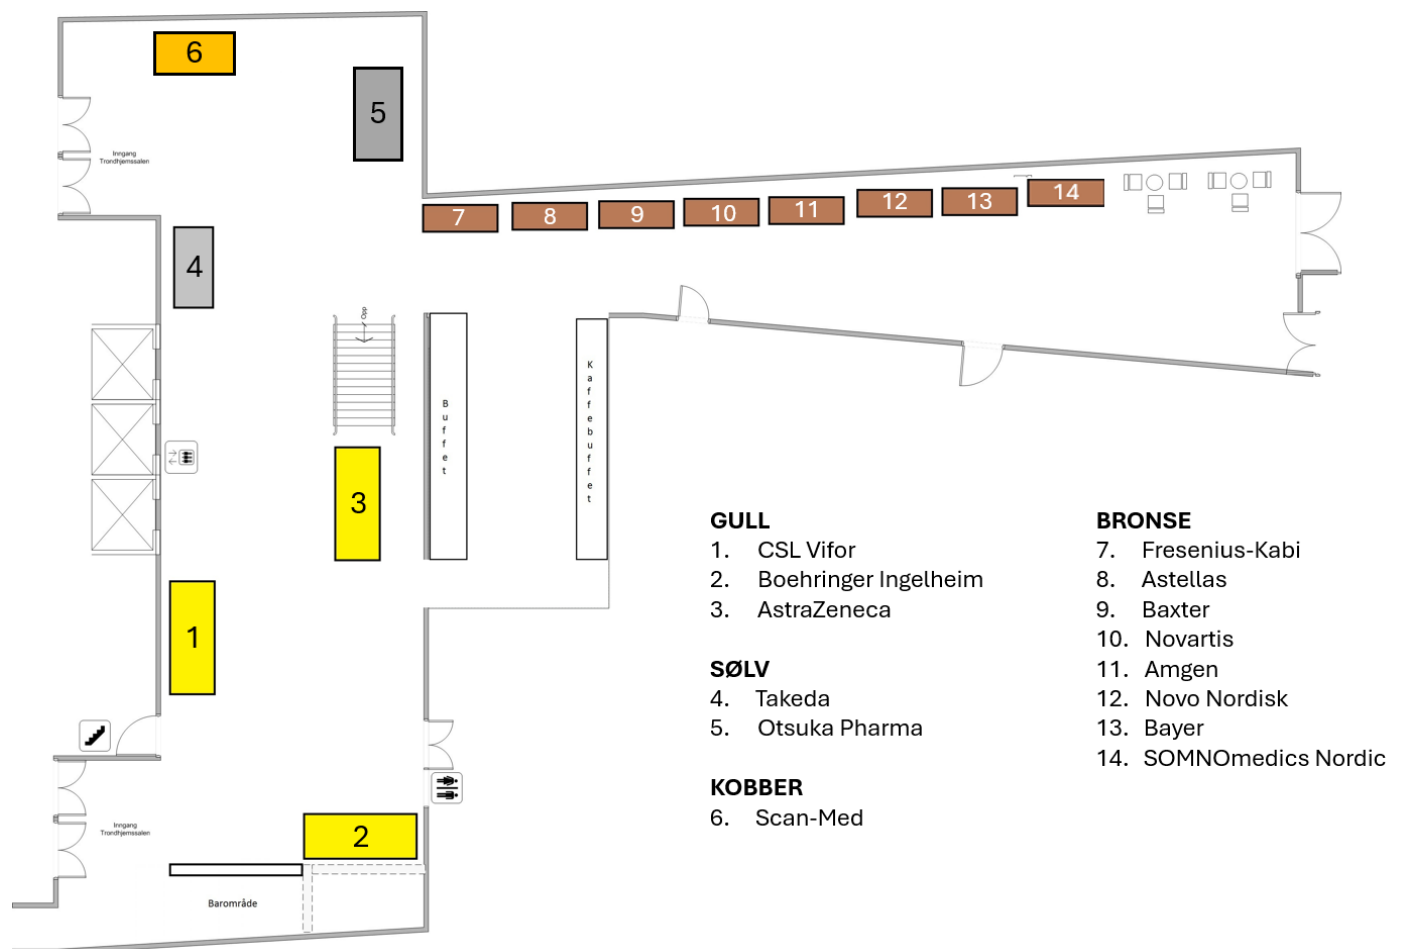 6
5
Inngang
Trondhjemssalen
14
12
13
11
10
9
8
7
4
Opp
Buffet
Kaffebuffet
3
1
2
Inngang
Trondhjemssalen
Barområde
GULL
1. CSL Vifor
2. Boehringer Ingelheim
3. AstraZeneca
SØLV
4. Takeda
5. Otsuka Pharma
KOBBER
6. Scan-Med
BRONSE
7. Fresenius-Kabi
8. Astellas
9. Baxter
10. Novartis
11. Amgen
12. Novo Nordisk
13. Bayer
14. SOMNOmedics Nordic